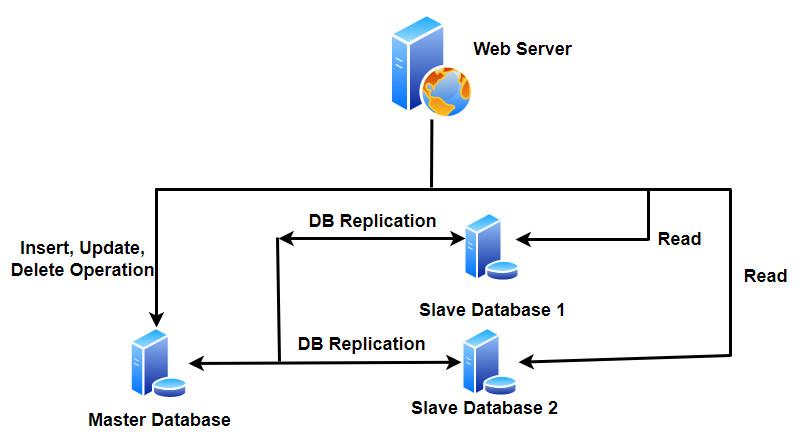 Web Server
DB Replication
Insert, Update,
Delete Operation
Read
Read
Slave Database 1
DB Replication
Slave Database 2
Master Database